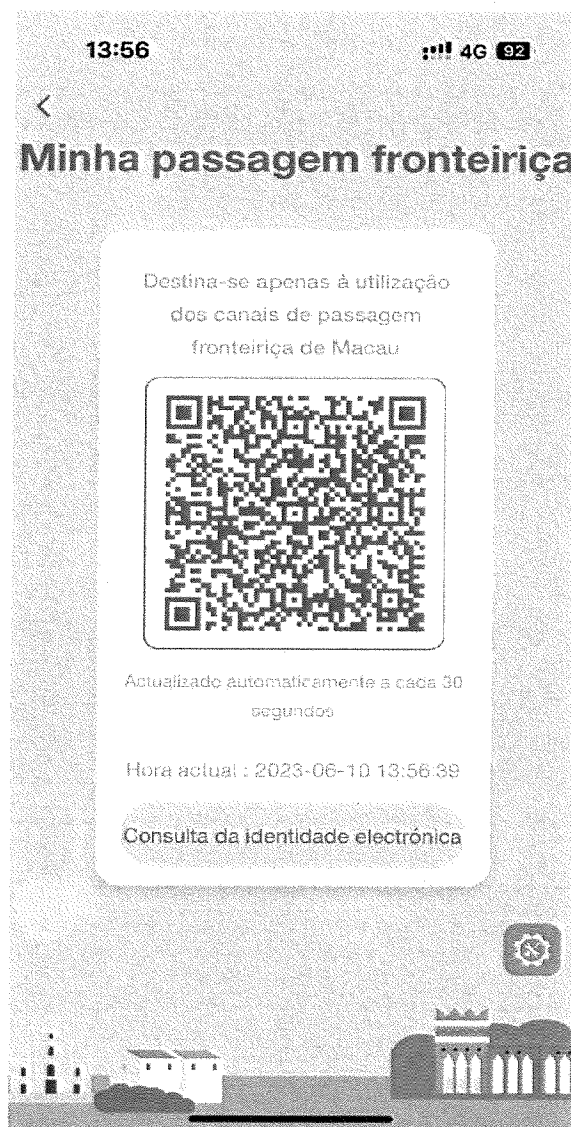 13:56
4G 92
Minha passagem fronteiriça
Destina-se apenas à utilização
dos canais de passagem
fronteiriça de Macau
Actualizado automaticamente a cada 30
segundos
Hora actual : 2023-06-10 13:56:39
Consulta da identidade electrónica